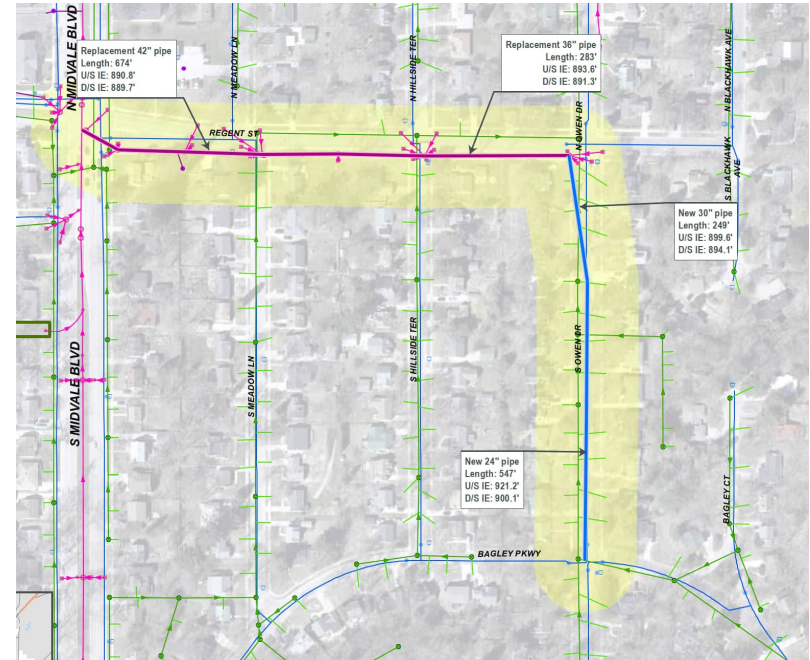 N MIDVALE BLVD
Replacement 42" pipe
Length: 674'
U/S IE: 890.8'
D/S IE: 889.7'
N MEADOW LN
N HILLSIDE TER
Replacement 36" pipe
Length: 283'
U/S IE: 893.6'
D/S IE: 891.3'
N OWEN DR
N BLACKHAWK AVE
REGENT ST
S BLACKHAWK
AVE
New 30" pipe
Length: 249'
U/S IE: 899.6'
D/S IE: 894.1'
S MIDVALE BLVD
S MEADOW LN
S HILLSIDE TER
S OWEN DR
New 24" pipe
Length: 547'
U/S IE: 921.2'
D/S IE: 900.1'
BAGLEY CT
BAGLEY PKWY